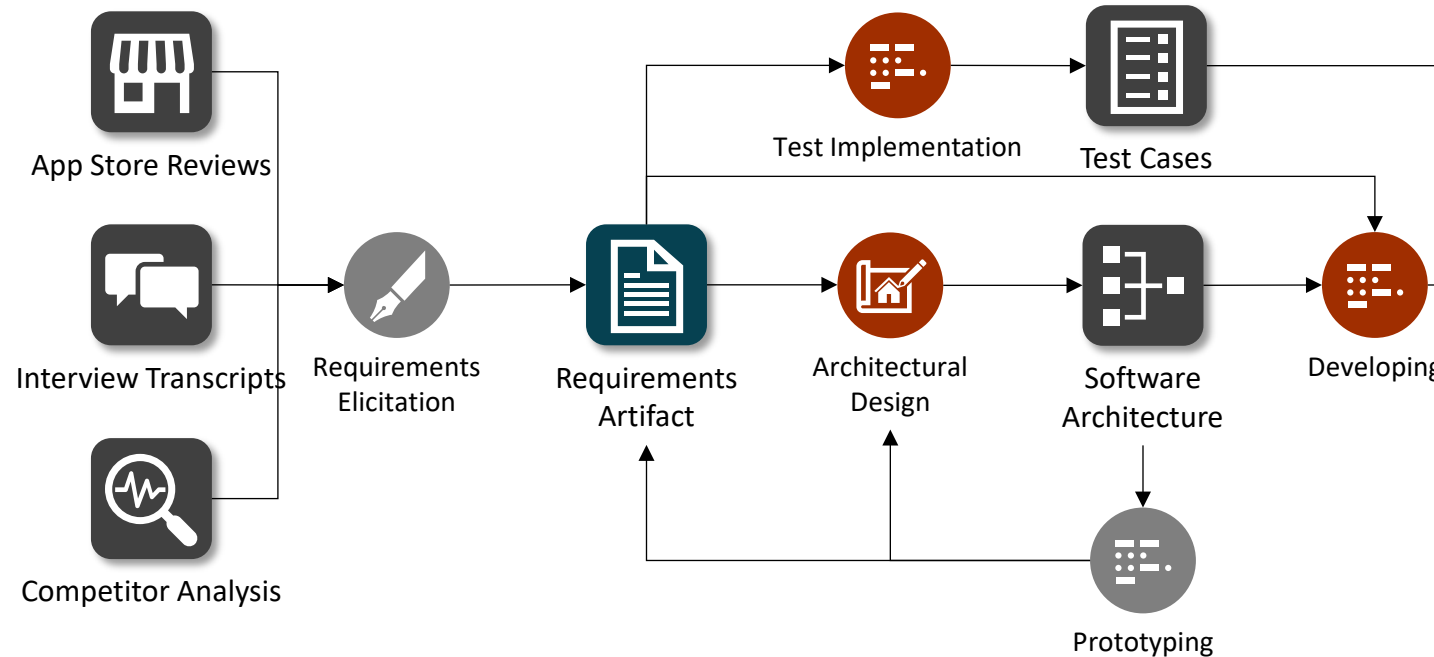 Test Implementation
Test Cases
App Store Reviews
Interview Transcripts
Requirements
Elicitation
Requirements
Artifact
Architectural
Design
Software
Architecture
Developing
Competitor Analysis
Prototyping